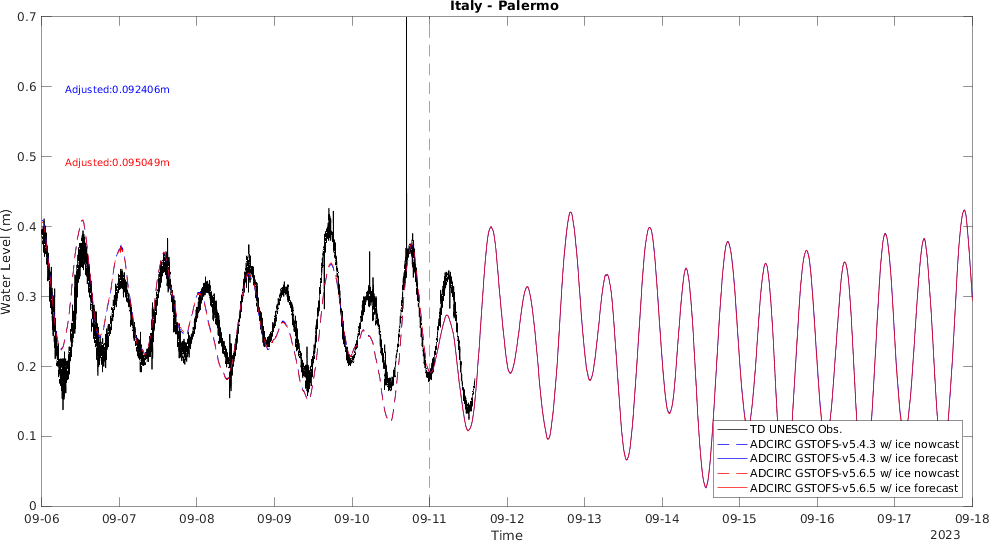 Italy - Palermo
0.7
0.6
0.5
0.4
0.3
0.2
0.1
0
Water Level (m)
Adjusted:0.092406m
Adjusted:0.095049m
TD UNESCO Obs.
ADCIRC GSTOFS-v5.4.3 w/ ice nowcast
ADCIRC GSTOFS-v5.4.3 w/ ice forecast
ADCIRC GSTOFS-v5.6.5 w/ ice nowcast
ADCIRC GSTOFS-v5.6.5 w/ ice forecast
09-06 09-07 09-08 09-09 09-10 09-11 09-12 09-13 09-14 09-15 09-16 09-17 09-18
Time
2023